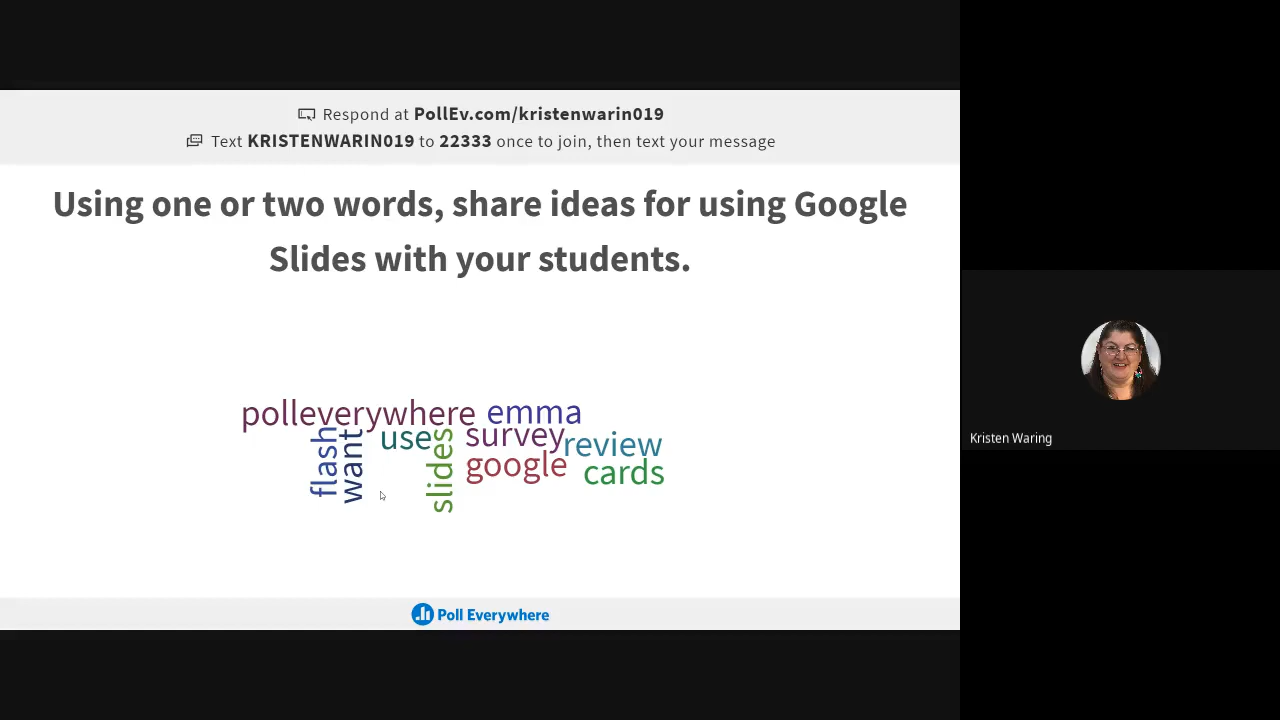 Respond at PollEv.com/kristenwarin019
Text KRISTENWARIN019 to 22333 once to join, then text your message
Using one or two words, share ideas for using Google
Slides with your students.
polleverywhere emma
flash
want
use
slides
survey
review
google
cards
Kristen Waring
Poll Everywhere